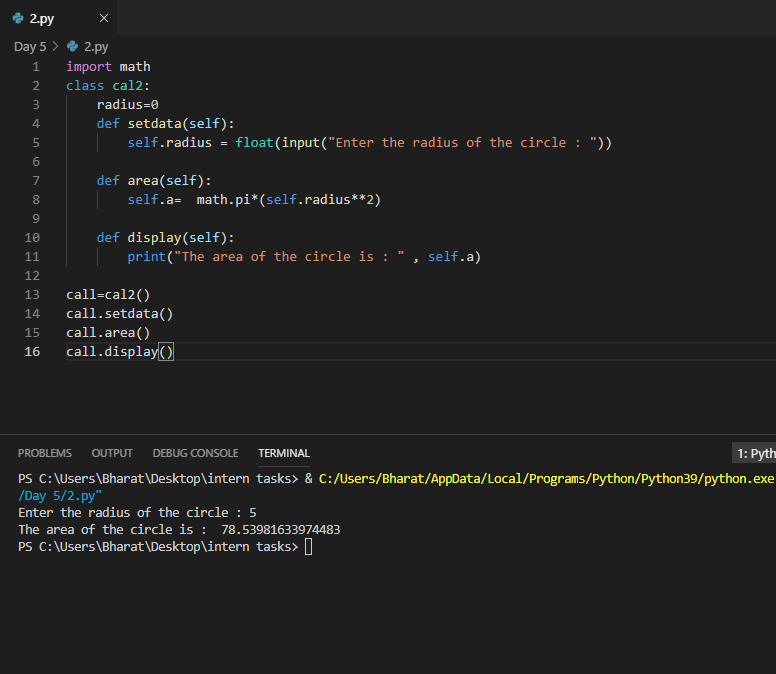 2.py
Day 5 > 2.py
1 import math
2 class cal2:
3     radius=0
4     def setdata(self):
5         self.radius = float(input("Enter the radius of the circle : "))
6
7     def area(self):
8         self.a=  math.pi*(self.radius**2)
9
10     def display(self):
11         print("The area of the circle is : " , self.a)
12
13 call=cal2()
14 call.setdata()
15 call.area()
16 call.display()
PROBLEMS OUTPUT DEBUG CONSOLE TERMINAL 1: Pyth
PS C:\Users\Bharat\Desktop\intern tasks> & C:/Users/Bharat/AppData/Local/Programs/Python/Python39/python.exe
/Day 5/2.py"
Enter the radius of the circle : 5
The area of the circle is :  78.53981633974483
PS C:\Users\Bharat\Desktop\intern tasks>